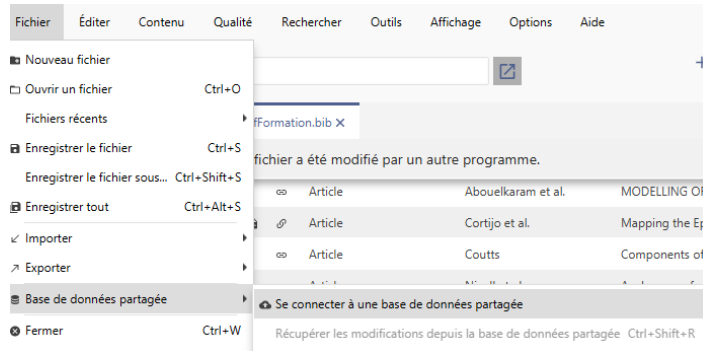 Fichier Éditer Contenu Qualité Rechercher Outils Affichage Options Aide
Nouveau fichier
Ouvrir un fichier Ctrl+O
Fichiers récents
fFormation.bib X
Enregistrer le fichier Ctrl+S
fichier a été modifié par un autre programme.
Enregistrer le fichier sous... Ctrl+Shift+S
Article Abouelkaram et al. MODELLING OF
Enregistrer tout Ctrl+Alt+S
Article Cortijo et al. Mapping the Ep
Importer
Article Coutts Components of
Exporter
Base de données partagée
Se connecter à une base de données partagée
Fermer Ctrl+W
Récupérer les modifications depuis la base de données partagée Ctrl+Shift+R